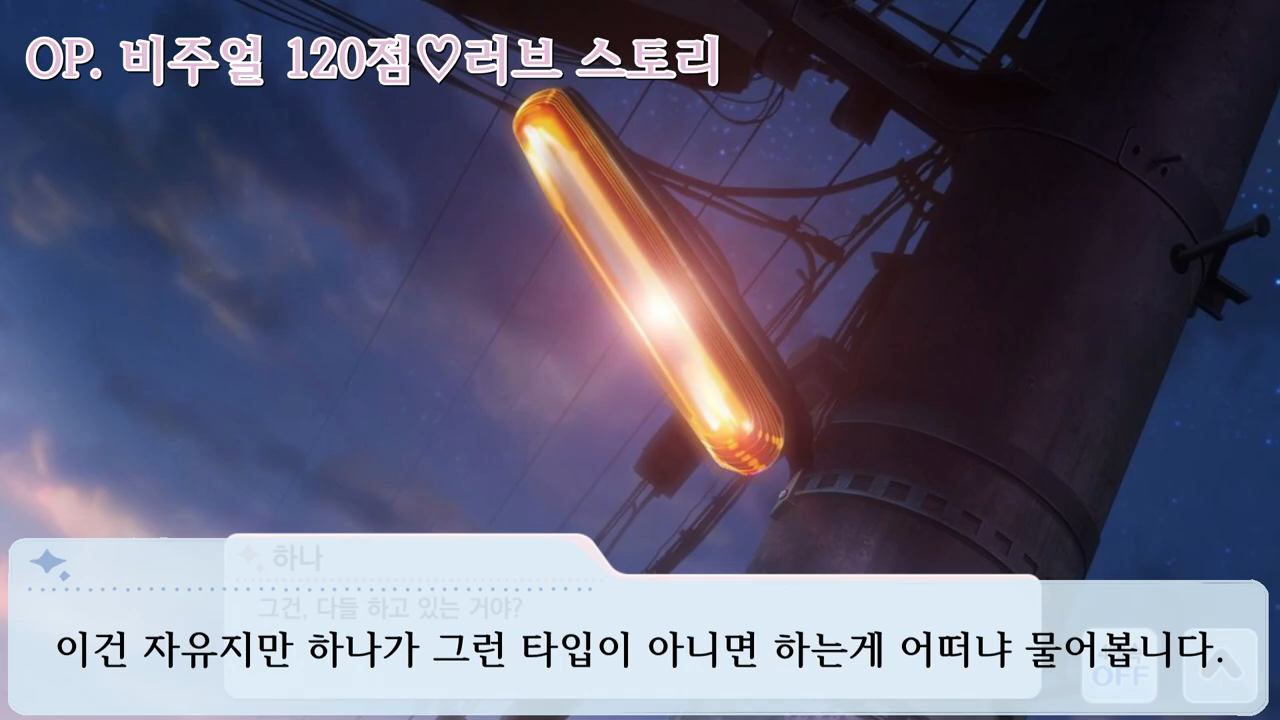 OP. 비주얼 120점♡러브 스토리
하나
그건, 다들 하고 있는 거야?
이건 자유지만 하나가 그런 타입이 아니면 하는게 어떠냐 물어봅니다.
OFF